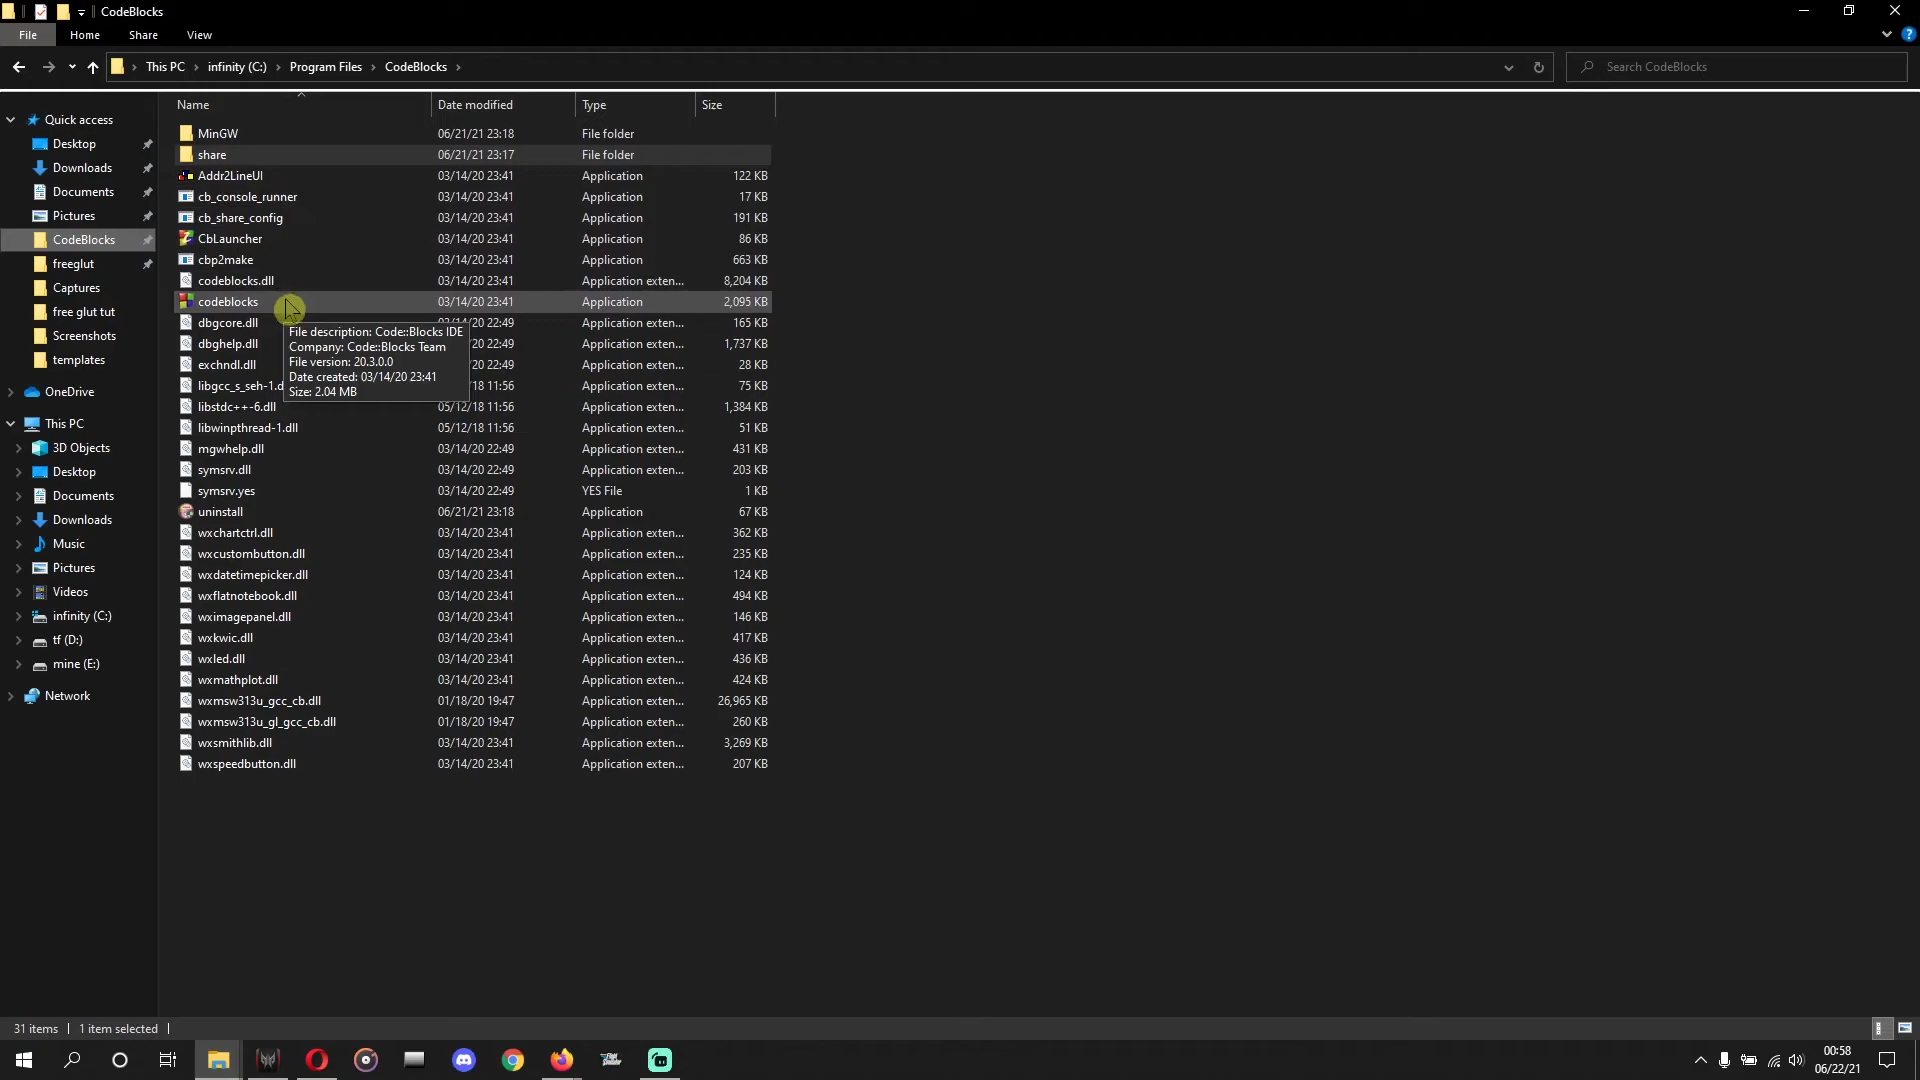 CodeBlocks
File Home Share View
This PC infinity (C:) Program Files CodeBlocks Search CodeBlocks
Name Date modified Type Size
Quick access
Desktop
Downloads
Documents
Pictures
CodeBlocks
freeglut
Captures
free glut tut
Screenshots
templates
OneDrive
This PC
3D Objects
Desktop
Documents
Downloads
Music
Pictures
Videos
infinity (C:)
tf (D:)
mine (E:)
Network
MinGW 06/21/21 23:18 File folder
share 06/21/21 23:17 File folder
Addr2LineUI 03/14/20 23:41 Application 122 KB
cb_console_runner 03/14/20 23:41 Application 17 KB
cb_share_config 03/14/20 23:41 Application 191 KB
CbLauncher 03/14/20 23:41 Application 86 KB
cbp2make 03/14/20 23:41 Application 663 KB
codeblocks.dll 03/14/20 23:41 Application exten... 8,204 KB
codeblocks 03/14/20 23:41 Application 2,095 KB
dbgcore.dll 03/14/20 22:49 Application exten... 165 KB
dbghelp.dll 20 22:49 Application exten... 1,737 KB
exchndl.dll 20 22:49 Application exten... 28 KB
libgcc_s_seh-1.d /18 11:56 Application exten... 75 KB
libstdc++-6.dll 05/12/18 11:56 Application exten... 1,384 KB
libwinpthread-1.dll 05/12/18 11:56 Application exten... 51 KB
mgwhelp.dll 03/14/20 22:49 Application exten... 431 KB
symsrv.dll 03/14/20 22:49 Application exten... 203 KB
symsrv.yes 03/14/20 22:49 YES File 1 KB
uninstall 06/21/21 23:18 Application 67 KB
wxchartctrl.dll 03/14/20 23:41 Application exten... 362 KB
wxcustombutton.dll 03/14/20 23:41 Application exten... 235 KB
wxdatetimepicker.dll 03/14/20 23:41 Application exten... 124 KB
wxflatnotebook.dll 03/14/20 23:41 Application exten... 494 KB
wximagepanel.dll 03/14/20 23:41 Application exten... 146 KB
wxkwic.dll 03/14/20 23:41 Application exten... 417 KB
wxled.dll 03/14/20 23:41 Application exten... 436 KB
wxmathplot.dll 03/14/20 23:41 Application exten... 424 KB
wxmsw313u_gcc_cb.dll 01/18/20 19:47 Application exten... 26,965 KB
wxmsw313u_gl_gcc_cb.dll 01/18/20 19:47 Application exten... 260 KB
wxsmithlib.dll 03/14/20 23:41 Application exten... 3,269 KB
wxspeedbutton.dll 03/14/20 23:41 Application exten... 207 KB
File description: Code::Blocks IDE
Company: Code::Blocks Team
File version: 20.3.0.0
Date created: 03/14/20 23:41
Size: 2.04 MB
31 items 1 item selected
00:58
06/22/21